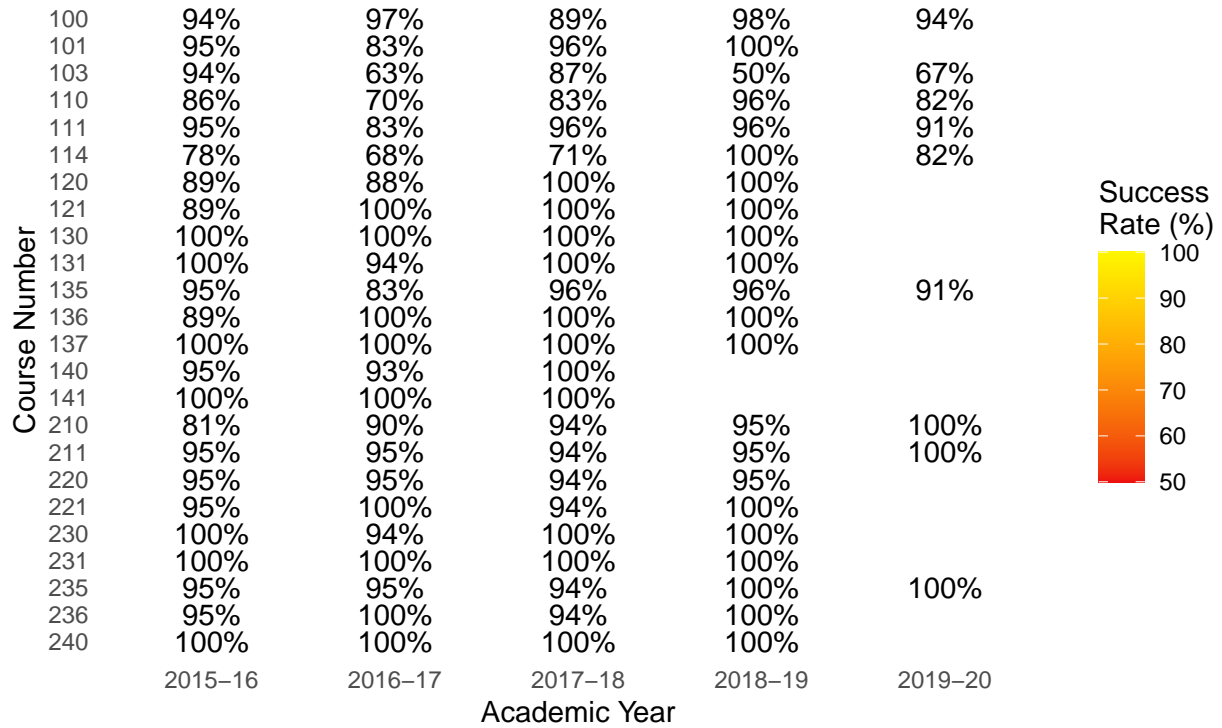 100 94% 97% 89% 98% 94%
101 95% 83% 96% 100%
103 94% 63% 87% 50% 67%
110 86% 70% 83% 96% 82%
111 95% 83% 96% 96% 91%
114 78% 68% 71% 100% 82%
120 89% 88% 100% 100%
121 89% 100% 100% 100%
130 100% 100% 100% 100%
131 100% 94% 100% 100%
135 95% 83% 96% 96% 91%
136 89% 100% 100% 100%
137 100% 100% 100% 100%
140 95% 93% 100%
141 100% 100% 100%
210 81% 90% 94% 95% 100%
211 95% 95% 94% 95% 100%
220 95% 95% 94% 95%
221 95% 100% 94% 100%
230 100% 94% 100% 100%
231 100% 100% 100% 100%
235 95% 95% 94% 100% 100%
236 95% 100% 94% 100%
240 100% 100% 100% 100%
2015–16 2016–17 2017–18 2018–19 2019–20
Academic Year
Course Number
Success
Rate (%)
100
90
80
70
60
50